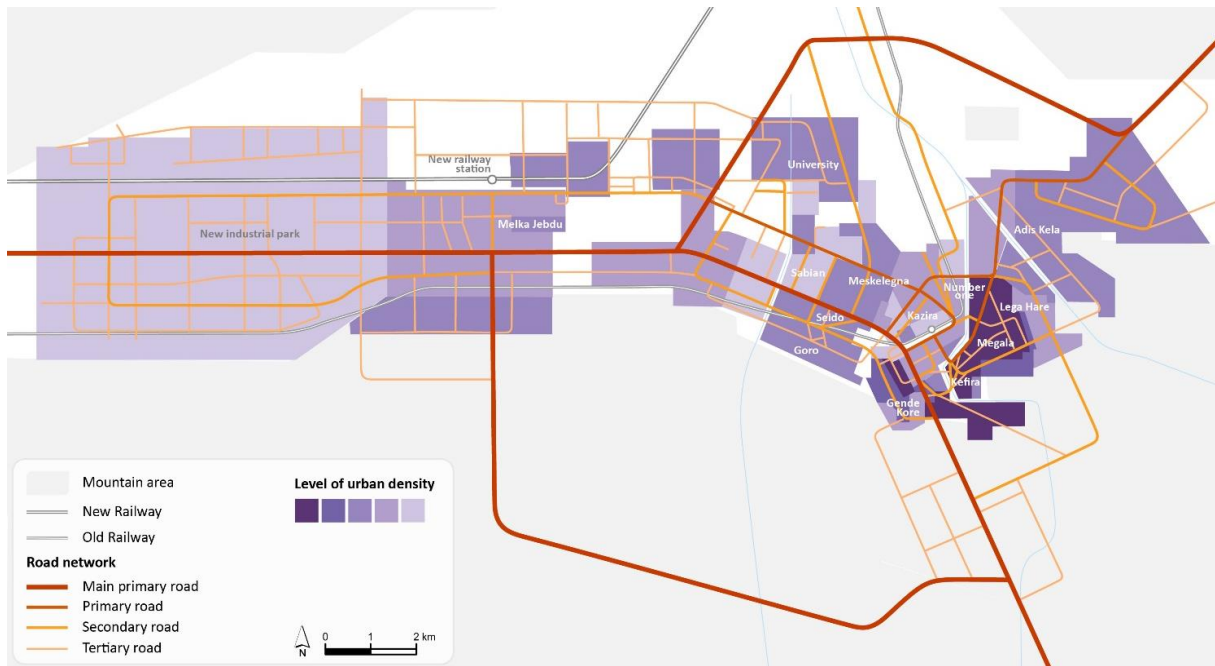 University
New railway
station
Melka Jebdu
New industrial park
Adis Kela
Sabian
Meskelegna
Number
one
Lega Hare
Kazira
Seido
Megala
Goro
Kefira
Gende
Kore
Mountain area
New Railway
Old Railway
Road network
Main primary road
Primary road
Secondary road
Tertiary road
Level of urban density
N
0 1 2 km